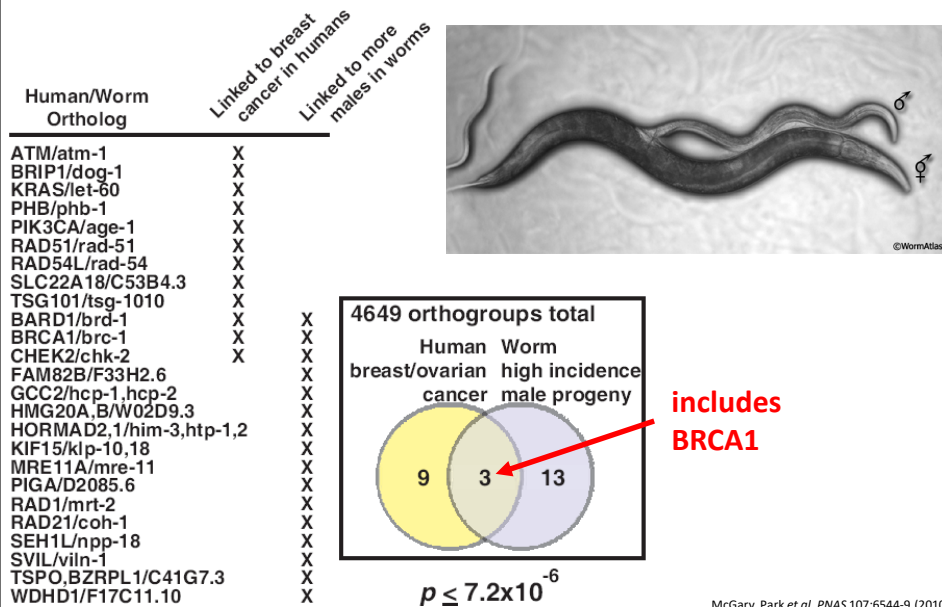 Human/Worm
Ortholog
Linked to breast
cancer in humans
Linked to more
males in worms
ATM/atm-1 X
BRIP1/dog-1 X
KRAS/let-60 X
PHB/phb-1 X
PIK3CA/age-1 X
RAD51/rad-51 X
RAD54L/rad-54 X
SLC22A18/C53B4.3 X
TSG101/tsg-1010 X
BARD1/brd-1 X X
BRCA1/brc-1 X X
CHEK2/chk-2 X X
FAM82B/F33H2.6 X
GCC2/hcp-1,hcp-2 X
HMG20A,B/W02D9.3 X
HORMAD2,1/him-3,htp-1,2 X
KIF15/klp-10,18 X
MRE11A/mre-11 X
PIGA/D2085.6 X
RAD1/mrt-2 X
RAD21/coh-1 X
SEH1L/npp-18 X
SVIL/viln-1 X
TSPO,BZRPL1/C41G7.3 X
WDHD1/F17C11.10 X
♂
⚥
©WormAtlas
4649 orthogroups total
Human Worm
breast/ovarian high incidence
cancer male progeny
9 3 13
includes
BRCA1
p ≤ 7.2x10⁻⁶
McGary, Park et al. PNAS 107:6544-9 (2010